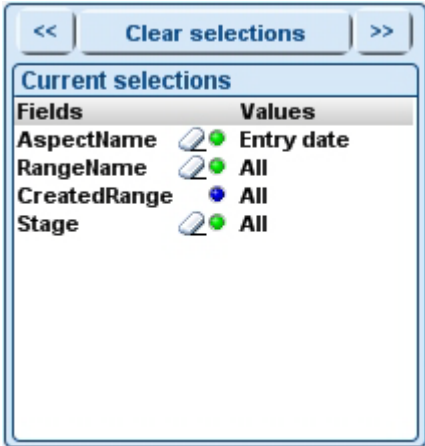 << Clear selections >>
Current selections
Fields Values
AspectName Entry date
RangeName All
CreatedRange All
Stage All